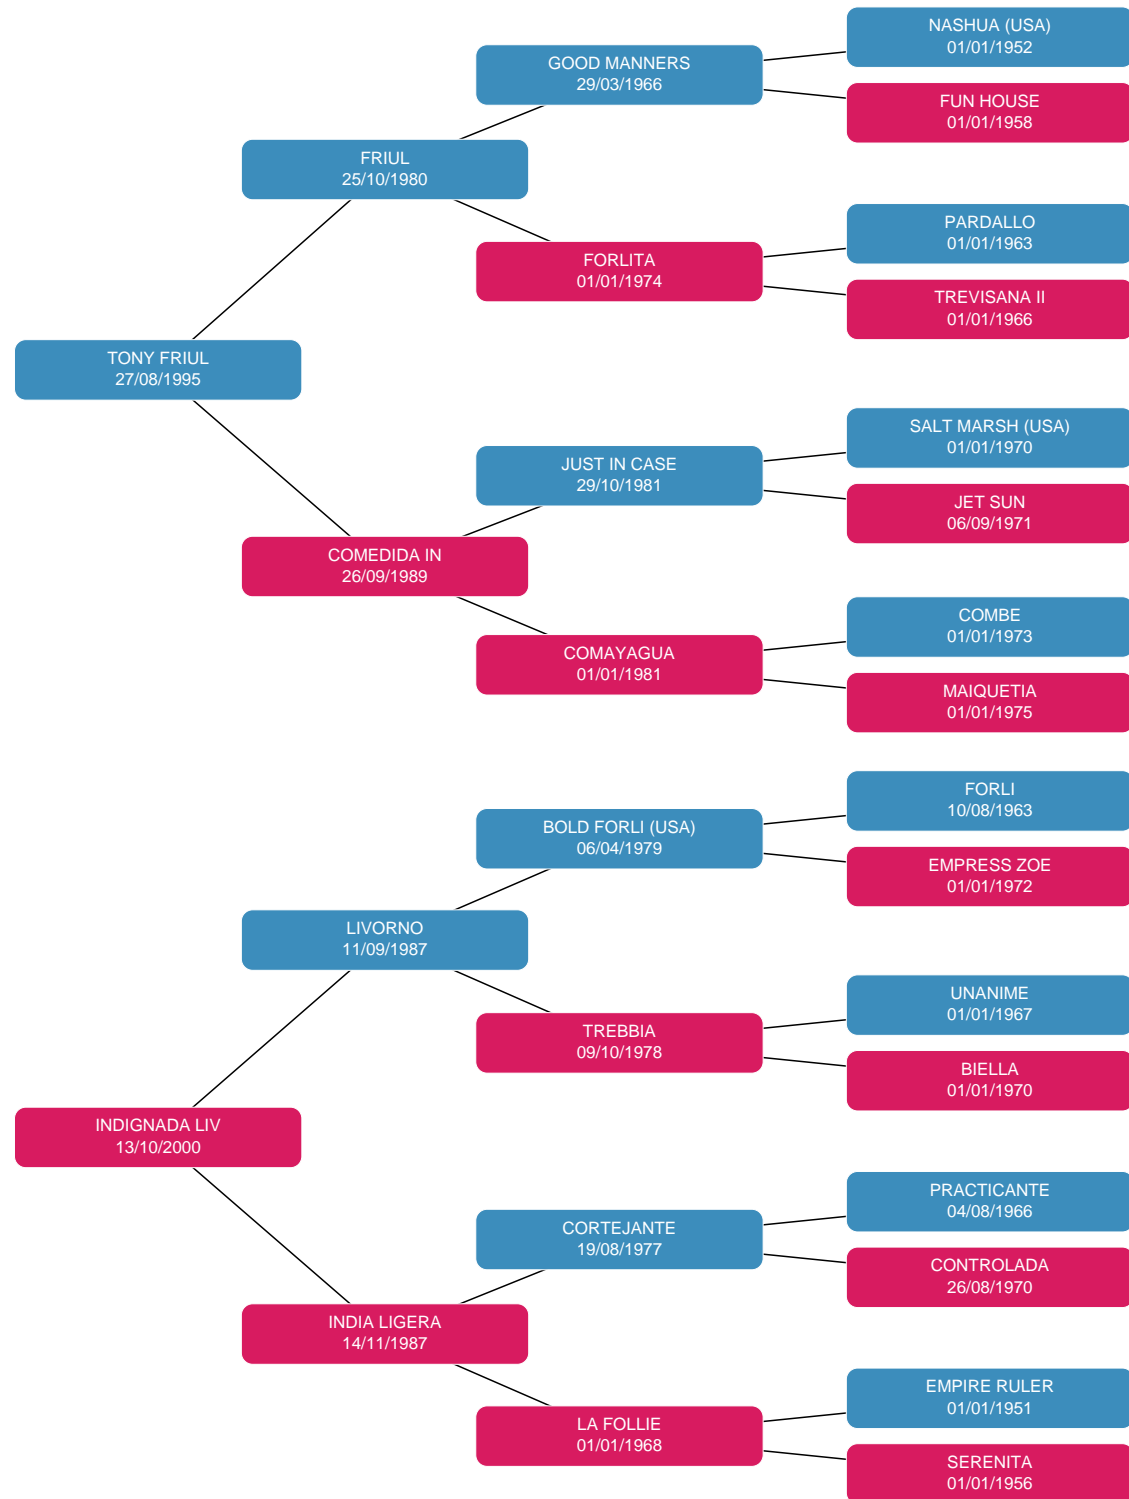 NASHUA (USA)
01/01/1952
GOOD MANNERS
29/03/1966
FUN HOUSE
01/01/1958
FRIUL
25/10/1980
PARDALLO
01/01/1963
FORLITA
01/01/1974
TREVISANA II
01/01/1966
TONY FRIUL
27/08/1995
SALT MARSH (USA)
01/01/1970
JUST IN CASE
29/10/1981
JET SUN
06/09/1971
COMEDIDA IN
26/09/1989
COMBE
01/01/1973
COMAYAGUA
01/01/1981
MAIQUETIA
01/01/1975
FORLI
10/08/1963
BOLD FORLI (USA)
06/04/1979
EMPRESS ZOE
01/01/1972
LIVORNO
11/09/1987
UNANIME
01/01/1967
TREBBIA
09/10/1978
BIELLA
01/01/1970
INDIGNADA LIV
13/10/2000
PRACTICANTE
04/08/1966
CORTEJANTE
19/08/1977
CONTROLADA
26/08/1970
INDIA LIGERA
14/11/1987
EMPIRE RULER
01/01/1951
LA FOLLIE
01/01/1968
SERENITA
01/01/1956